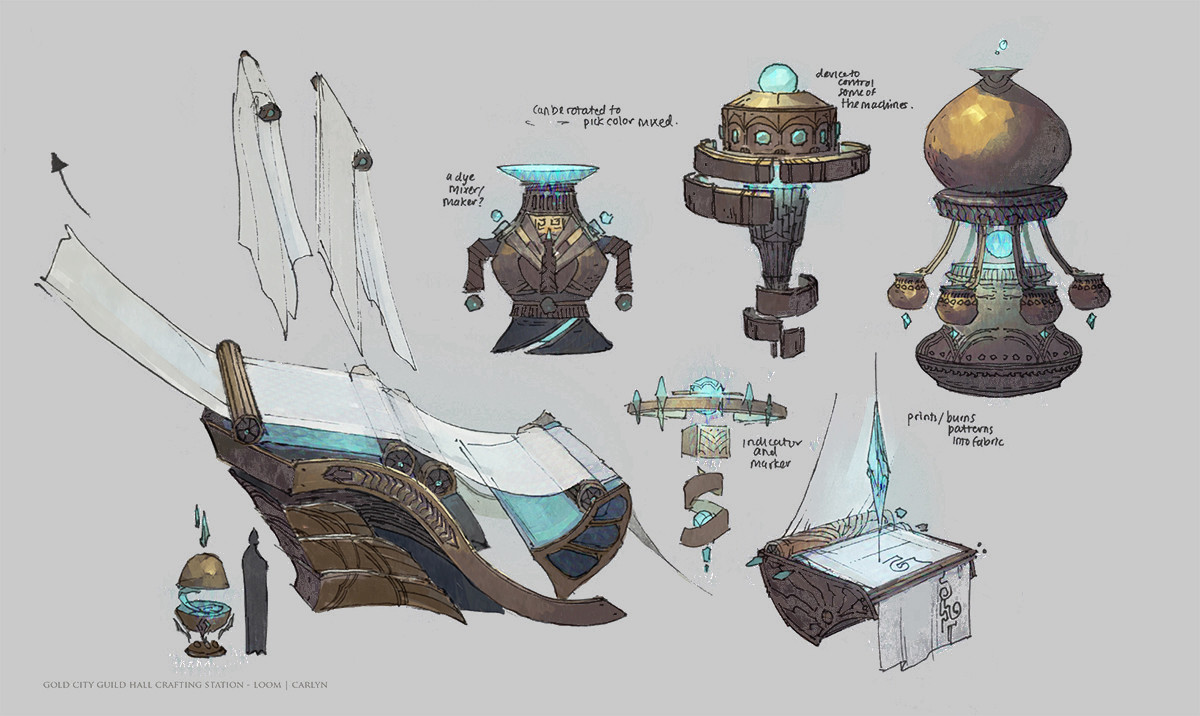 can be rotated to
pick color mixed.
a dye
mixer/
maker?
device to
control
some of
the machines.
indicator
and
marker
prints/burns
patterns
into fabric
GOLD CITY GUILD HALL CRAFTING STATION - LOOM | CARLYN